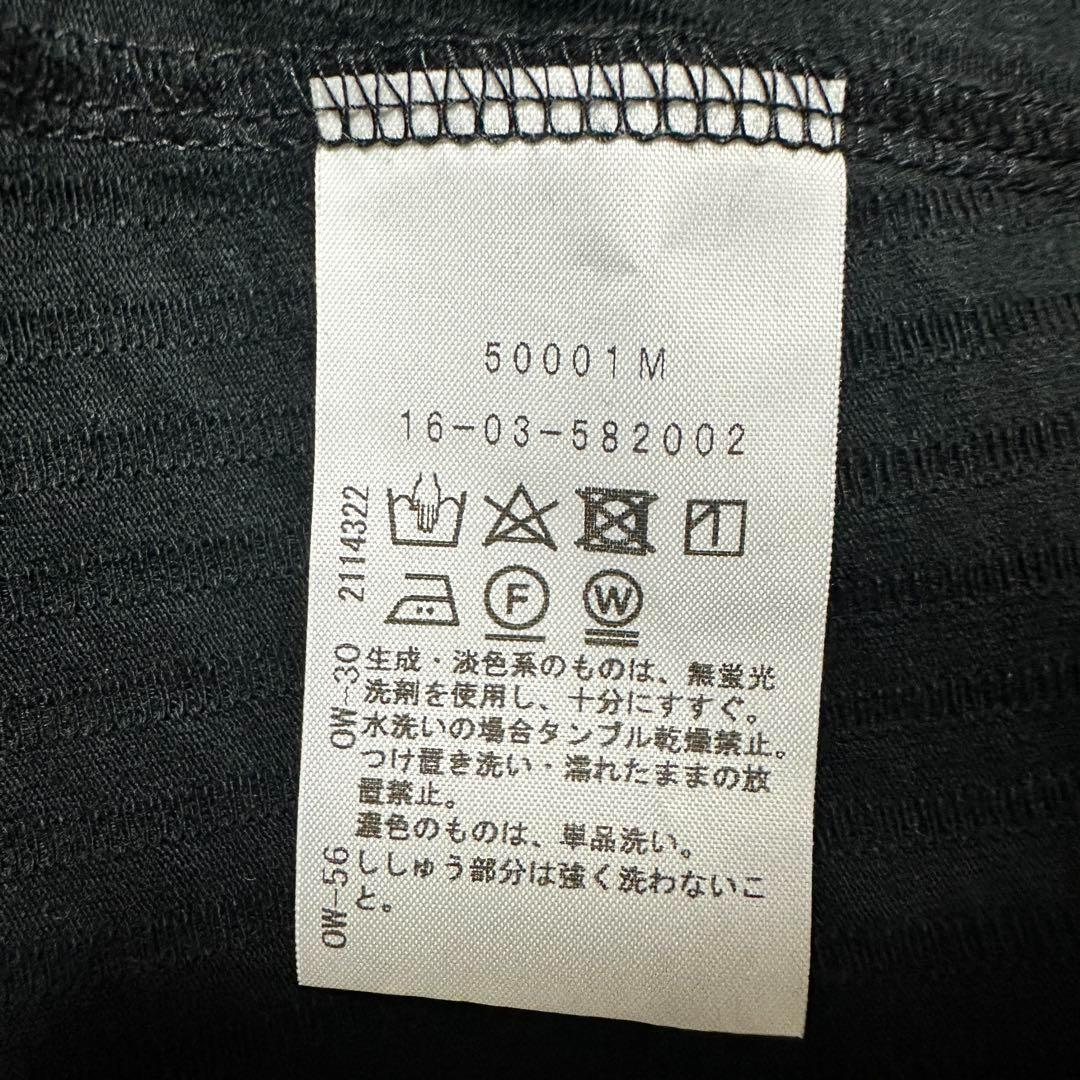 50001M
16-03-582002
2114322
F W
OW-30
生成・淡色系のものは、無蛍光
洗剤を使用し、十分にすすぐ。
水洗いの場合タンブル乾燥禁止。
つけ置き洗い・濡れたままの放
置禁止。
濃色のものは、単品洗い。
OW-56
ししゅう部分は強く洗わないこ
と。